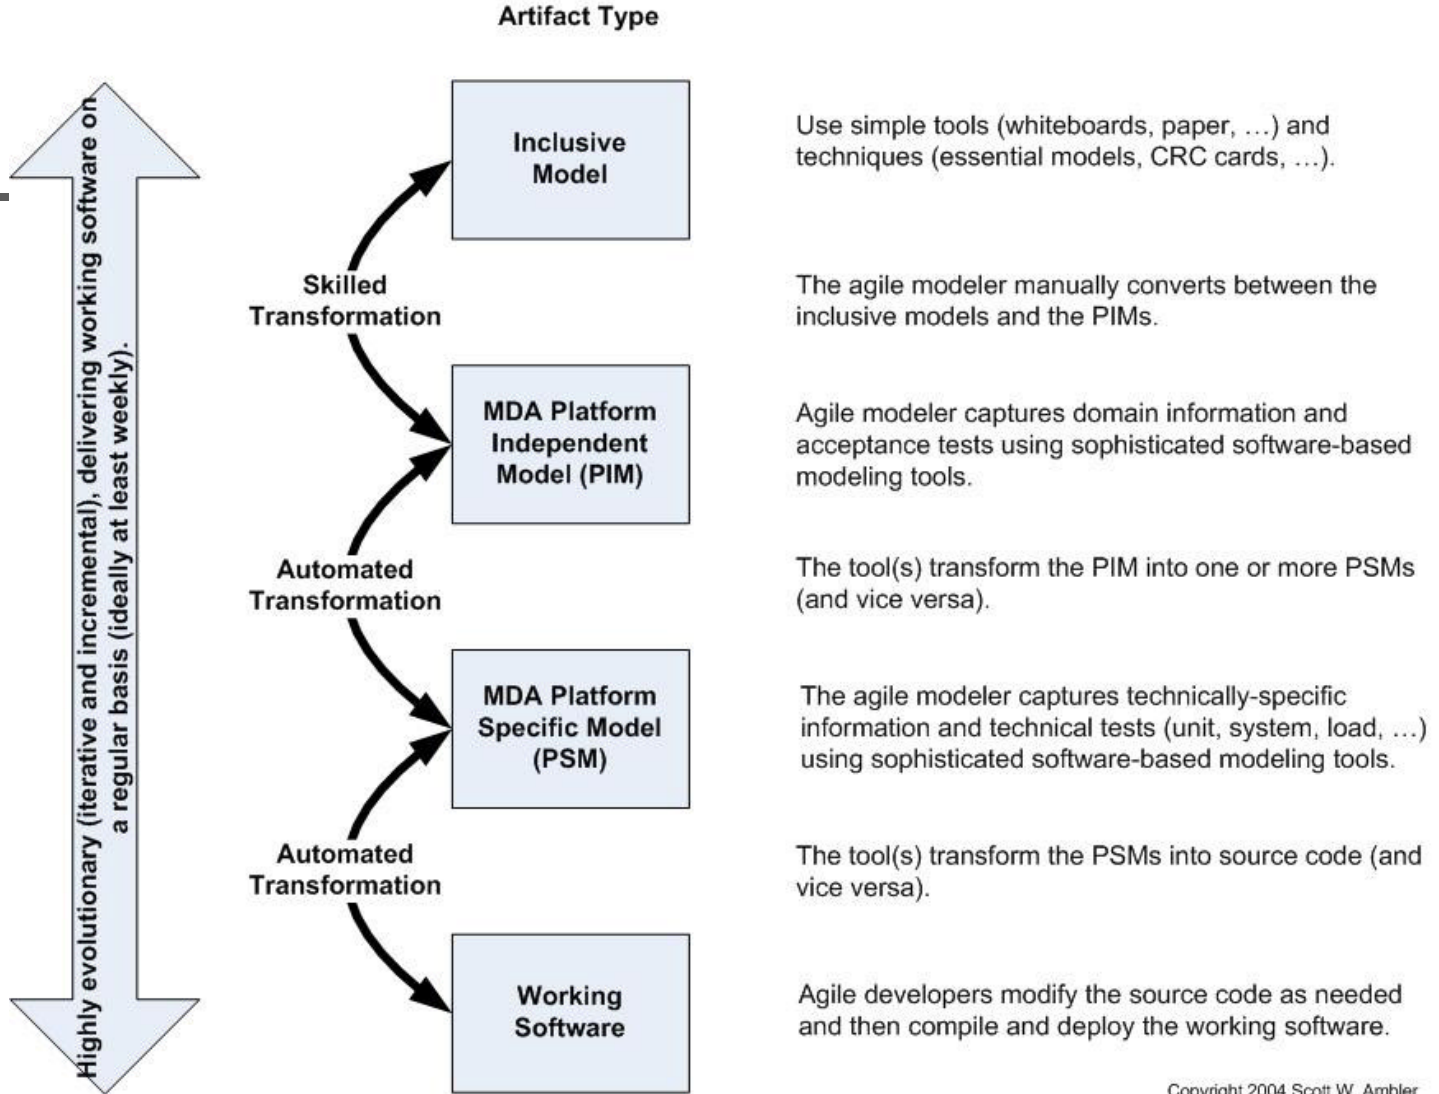 Artifact Type
Highly evolutionary (iterative and incremental), delivering working software on
a regular basis (ideally at least weekly).
Inclusive
Model
Use simple tools (whiteboards, paper, …) and
techniques (essential models, CRC cards, …).
Skilled
Transformation
The agile modeler manually converts between the
inclusive models and the PIMs.
MDA Platform
Independent
Model (PIM)
Agile modeler captures domain information and
acceptance tests using sophisticated software-based
modeling tools.
Automated
Transformation
The tool(s) transform the PIM into one or more PSMs
(and vice versa).
MDA Platform
Specific Model
(PSM)
The agile modeler captures technically-specific
information and technical tests (unit, system, load, …)
using sophisticated software-based modeling tools.
Automated
Transformation
The tool(s) transform the PSMs into source code (and
vice versa).
Working
Software
Agile developers modify the source code as needed
and then compile and deploy the working software.
Copyright 2004 Scott W. Ambler